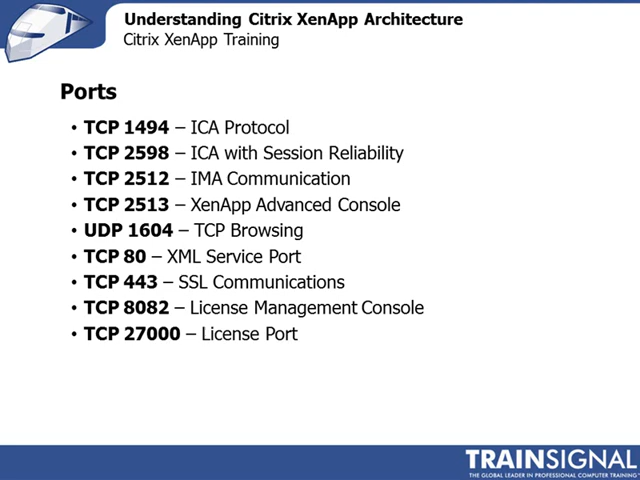 Understanding Citrix XenApp Architecture
Citrix XenApp Training
Ports
• TCP 1494 – ICA Protocol
• TCP 2598 – ICA with Session Reliability
• TCP 2512 – IMA Communication
• TCP 2513 – XenApp Advanced Console
• UDP 1604 – TCP Browsing
• TCP 80 – XML Service Port
• TCP 443 – SSL Communications
• TCP 8082 – License Management Console
• TCP 27000 – License Port
TRAINSIGNAL
THE GLOBAL LEADER IN PROFESSIONAL COMPUTER TRAINING